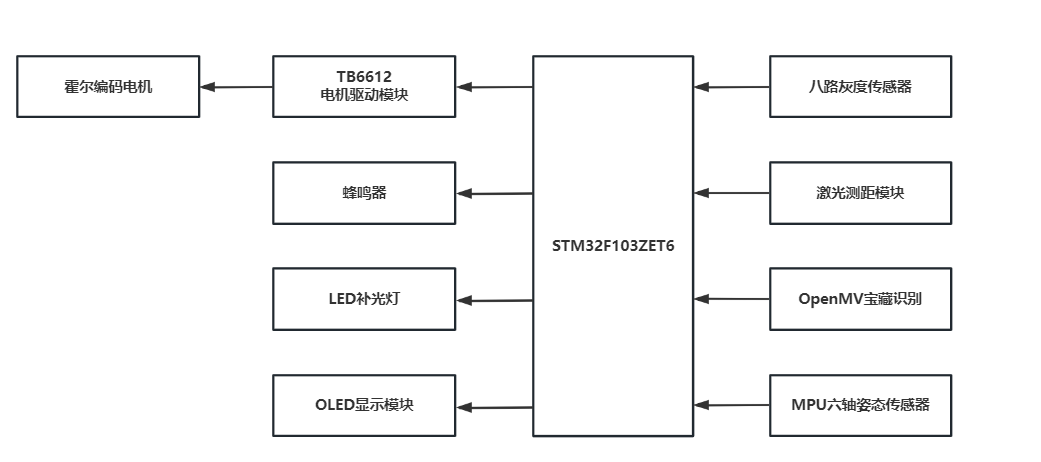 霍尔编码电机
TB6612
电机驱动模块
八路灰度传感器
蜂鸣器
激光测距模块
STM32F103ZET6
LED补光灯
OpenMV宝藏识别
OLED显示模块
MPU六轴姿态传感器